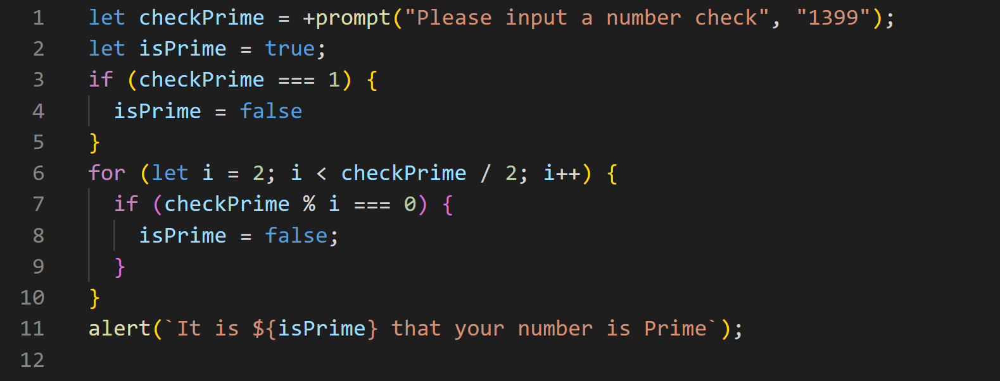 1 let checkPrime = +prompt("Please input a number check", "1399");
2 let isPrime = true;
3 if (checkPrime === 1) {
4   isPrime = false
5 }
6 for (let i = 2; i < checkPrime / 2; i++) {
7   if (checkPrime % i === 0) {
8     isPrime = false;
9   }
10 }
11 alert(`It is ${isPrime} that your number is Prime`);
12